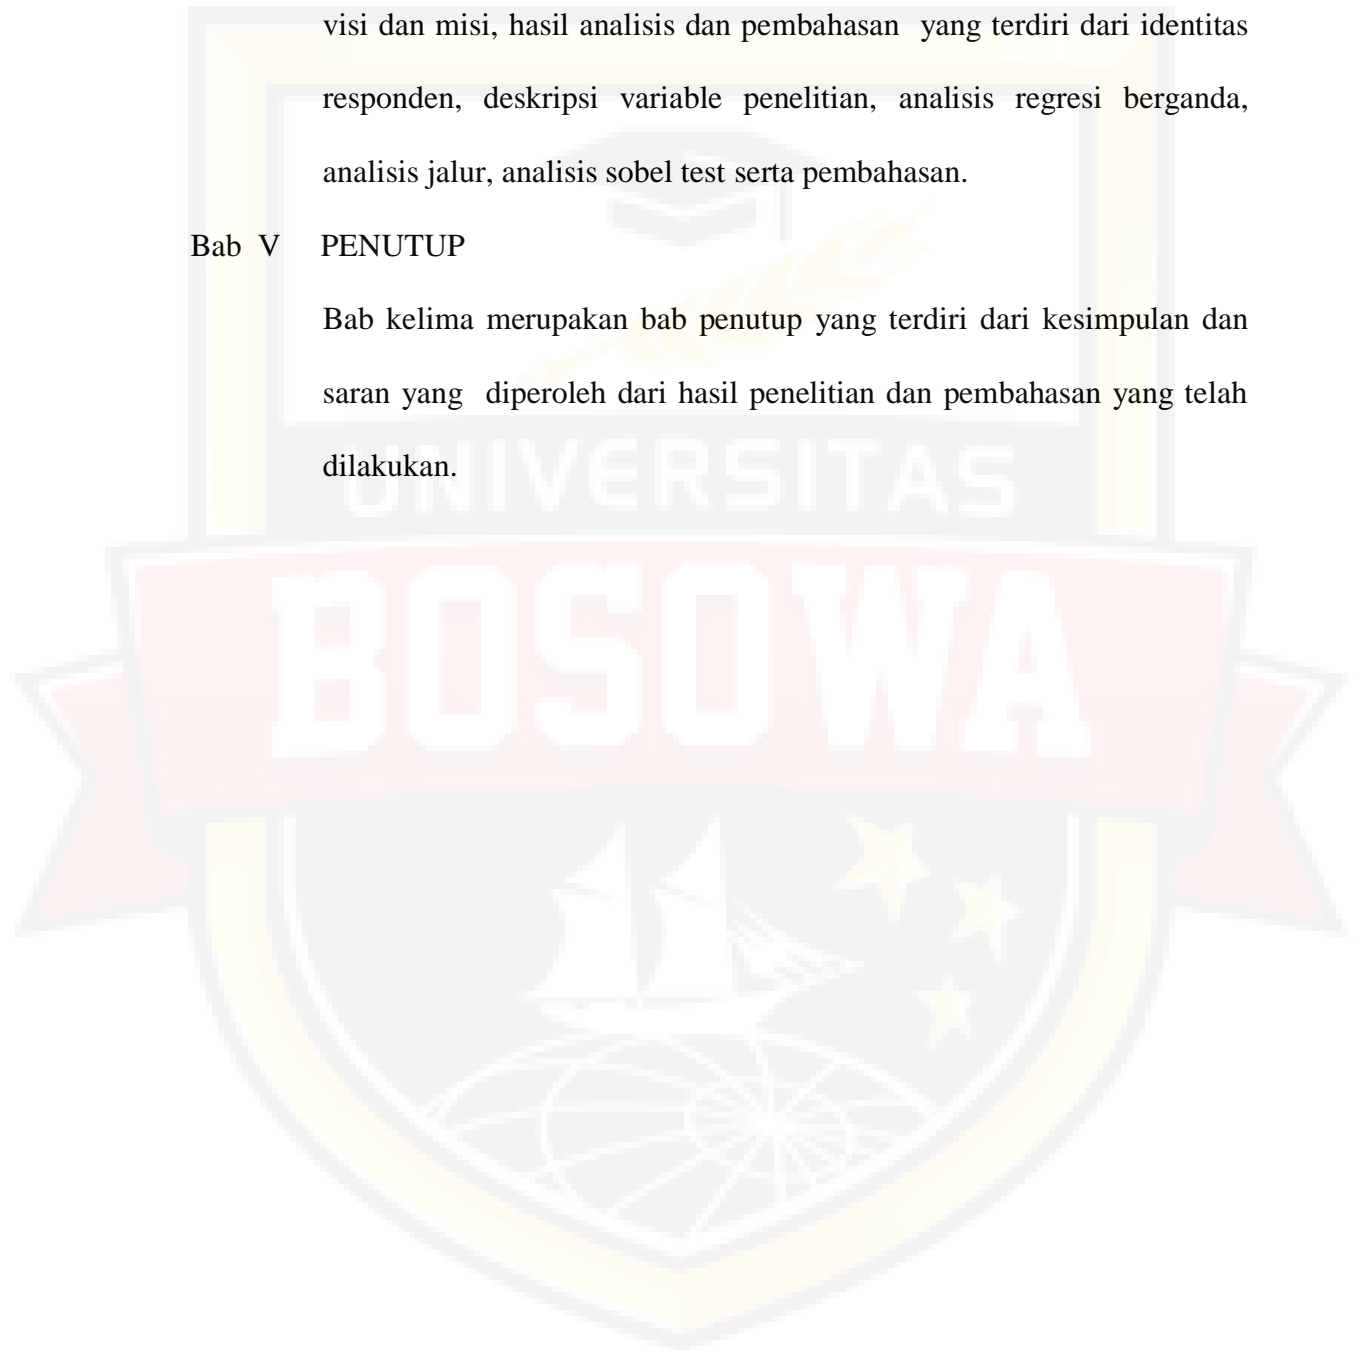 visi dan misi, hasil analisis dan pembahasan yang terdiri dari identitas
responden, deskripsi variable penelitian, analisis regresi berganda,
analisis jalur, analisis sobel test serta pembahasan.
Bab V PENUTUP
Bab kelima merupakan bab penutup yang terdiri dari kesimpulan dan
saran yang diperoleh dari hasil penelitian dan pembahasan yang telah
dilakukan.
UNIVERSITAS
BOSOWA